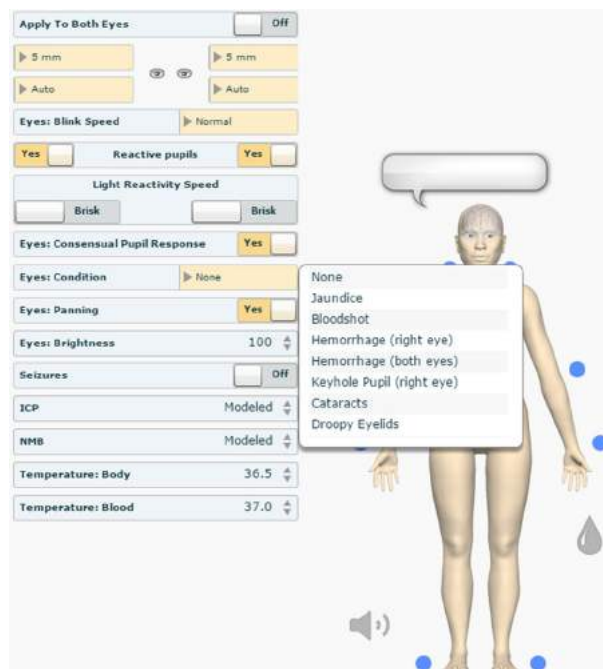 Apply To Both Eyes Off
5 mm 5 mm
Auto Auto
Eyes: Blink Speed Normal
Yes Reactive pupils Yes
Light Reactivity Speed
Brisk Brisk
Eyes: Consensual Pupil Response Yes
Eyes: Condition None
Eyes: Panning Yes
Eyes: Brightness 100
Seizures Off
ICP Modeled
NMB Modeled
Temperature: Body 36.5
Temperature: Blood 37.0
None
Jaundice
Bloodshot
Hemorrhage (right eye)
Hemorrhage (both eyes)
Keyhole Pupil (right eye)
Cataracts
Droopy Eyelids